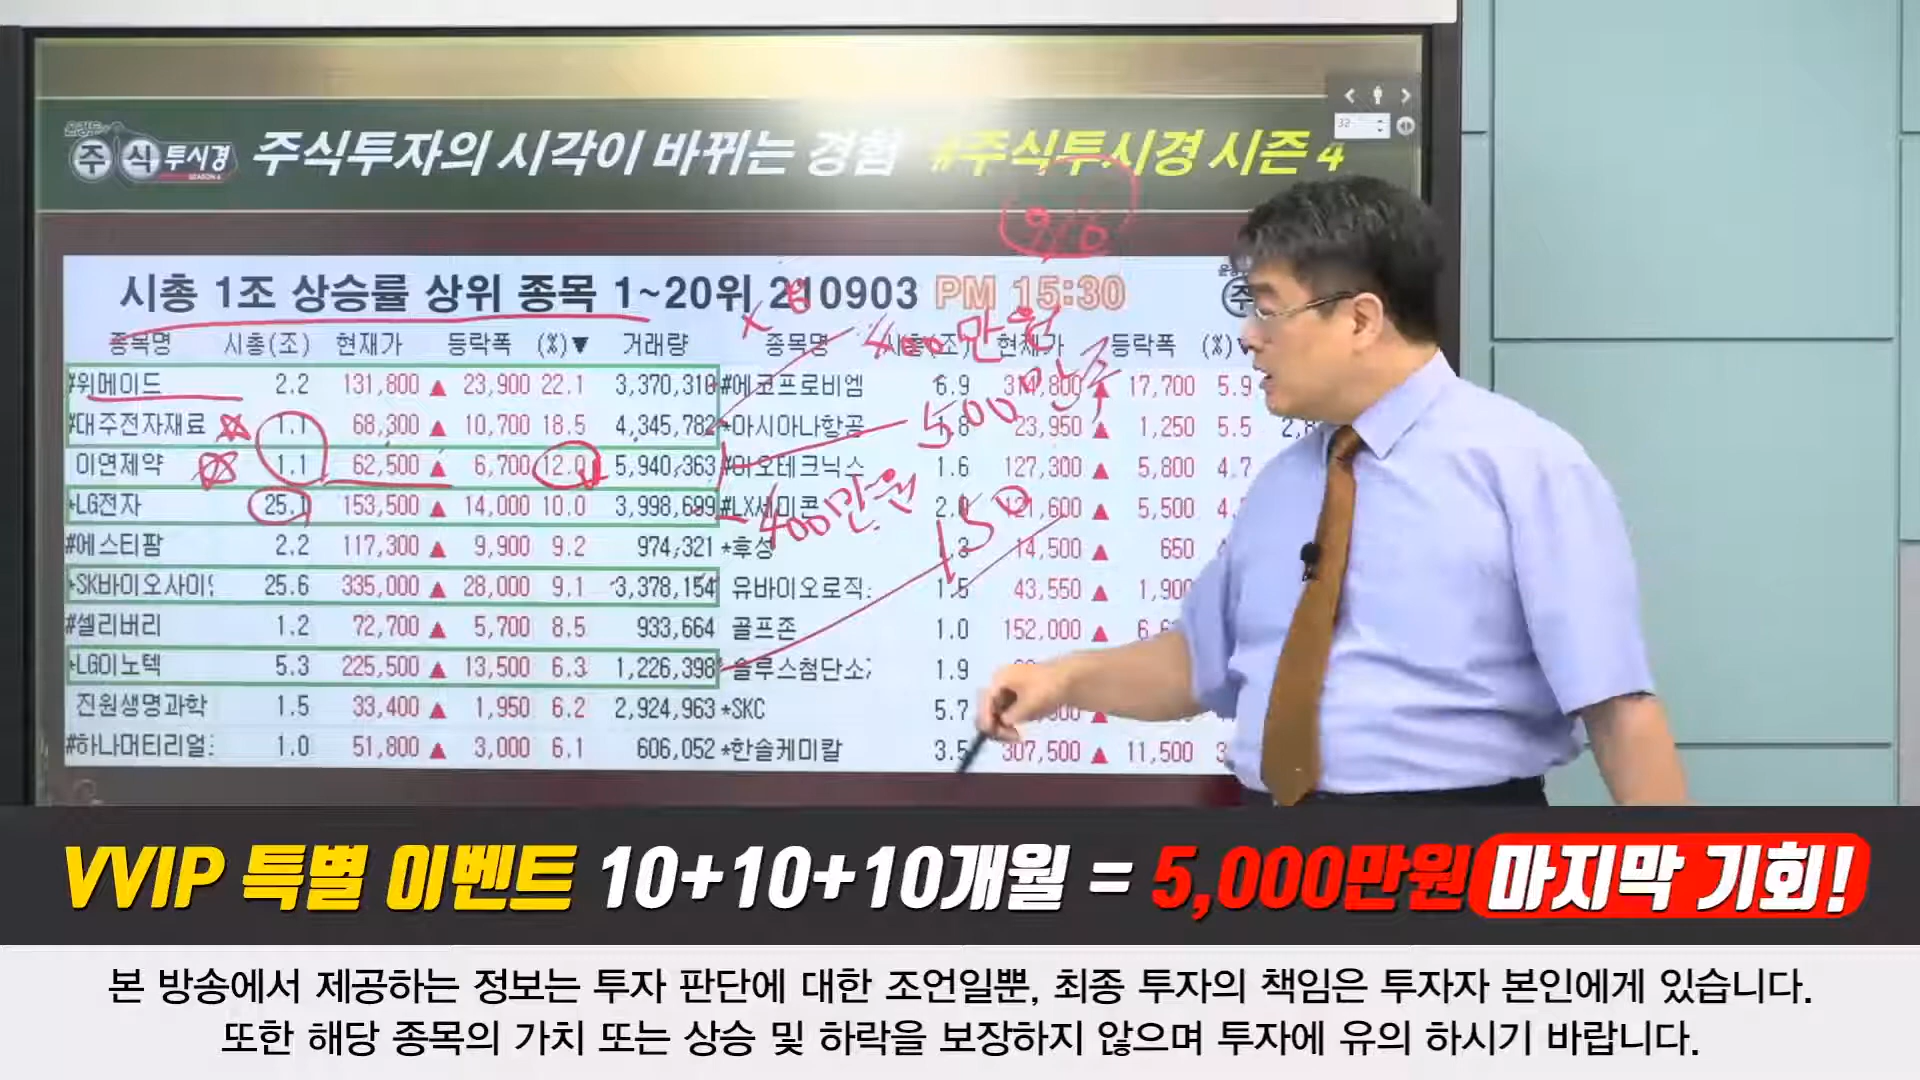 주식투시경
SEASON 4
주식투자의 시각이 바뀌는 경험 #주식투시경 시즌 4
32
시총 1조 상승률 상위 종목 1~20위 210903 PM 15:30
종목명 시총(조) 현재가 등락폭 (%)▼ 거래량 종목명 시총(조) 현재가 등락폭 (%)
#위메이드 2.2 131,800 ▲ 23,900 22.1 3,370,310 #에코프로비엠 6.9 ▲ 17,700 5.9
#대주전자재료 1.1 68,300 ▲ 10,700 18.5 4,345,782 *아시아나항공 1.8 23,950 ▲ 1,250 5.5
이연제약 1.1 62,500 ▲ 6,700 12.0 5,940,363 #이오테크닉스 1.6 127,300 ▲ 5,800 4.7
*LG전자 25.1 153,500 ▲ 14,000 10.0 3,998,699 #LX세미콘 121,600 ▲ 5,500
#에스티팜 2.2 117,300 ▲ 9,900 9.2 974,321 *후성 1.3 14,500 ▲ 650
*SK바이오사이 25.6 335,000 ▲ 28,000 9.1 3,378,154 유바이오로직 1.5 43,550 ▲ 1,900
#셀리버리 1.2 72,700 ▲ 5,700 8.5 933,664 골프존 1.0 152,000 ▲
*LG이노텍 5.3 225,500 ▲ 13,500 6.3 1,226,398 솔루스첨단소 1.9
진원생명과학 1.5 33,400 ▲ 1,950 6.2 2,924,963 *SKC 5.7
#하나머티리얼 1.0 51,800 ▲ 3,000 6.1 606,052 *한솔케미칼 3.5 307,500 ▲ 11,500
400만원
500만주
400만원
150
VVIP 특별 이벤트 10+10+10개월 = 5,000만원 마지막 기회!
본 방송에서 제공하는 정보는 투자 판단에 대한 조언일뿐, 최종 투자의 책임은 투자자 본인에게 있습니다.
또한 해당 종목의 가치 또는 상승 및 하락을 보장하지 않으며 투자에 유의 하시기 바랍니다.